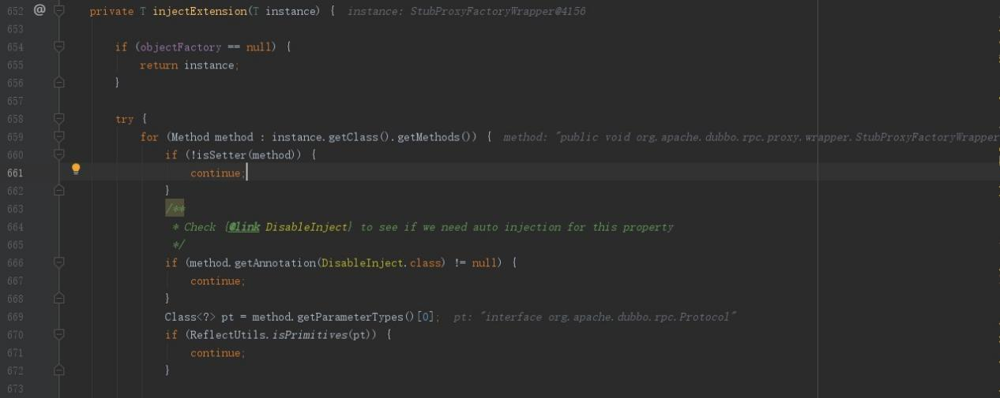 652 @ private T injectExtension(T instance) { instance: StubProxyFactoryWrapper@4156
653
654 if (objectFactory == null) {
655 return instance;
656 }
657
658 try {
659 for (Method method : instance.getClass().getMethods()) { method: "public void org.apache.dubbo.rpc.proxy.wrapper.StubProxyFactoryWrapper
660 if (!isSetter(method)) {
661 continue;
662 }
663 /**
664 * Check {@link DisableInject} to see if we need auto injection for this property
665 */
666 if (method.getAnnotation(DisableInject.class) != null) {
667 continue;
668 }
669 Class<?> pt = method.getParameterTypes()[0]; pt: "interface org.apache.dubbo.rpc.Protocol"
670 if (ReflectUtils.isPrimitives(pt)) {
671 continue;
672 }
673